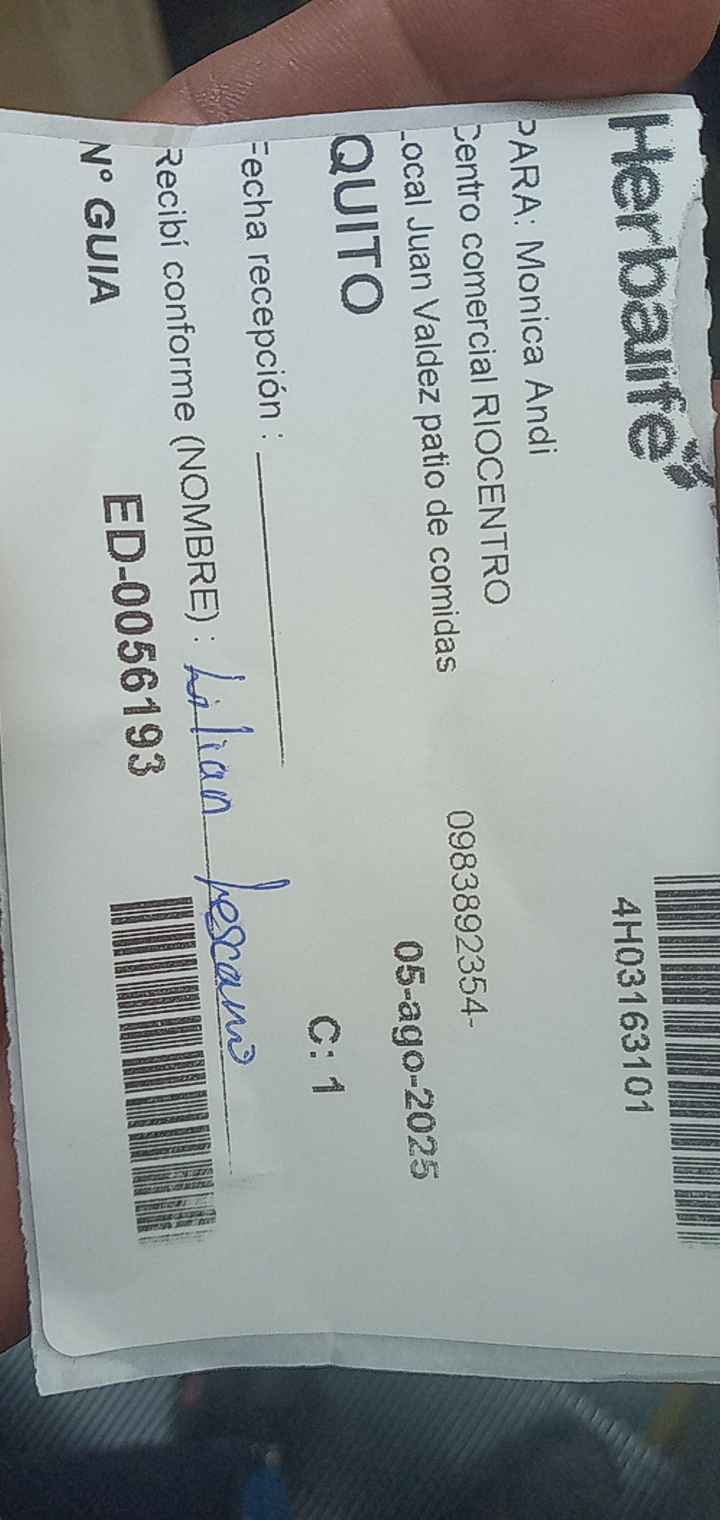 Herbalife
4H03163101
PARA: Monica Andi
Centro comercial RIOCENTRO
Local Juan Valdez patio de comidas 0983892354-
QUITO 05-ago-2025
Fecha recepción : C: 1
Recibí conforme (NOMBRE) : Lilian Lescano
N° GUIA ED-0056193